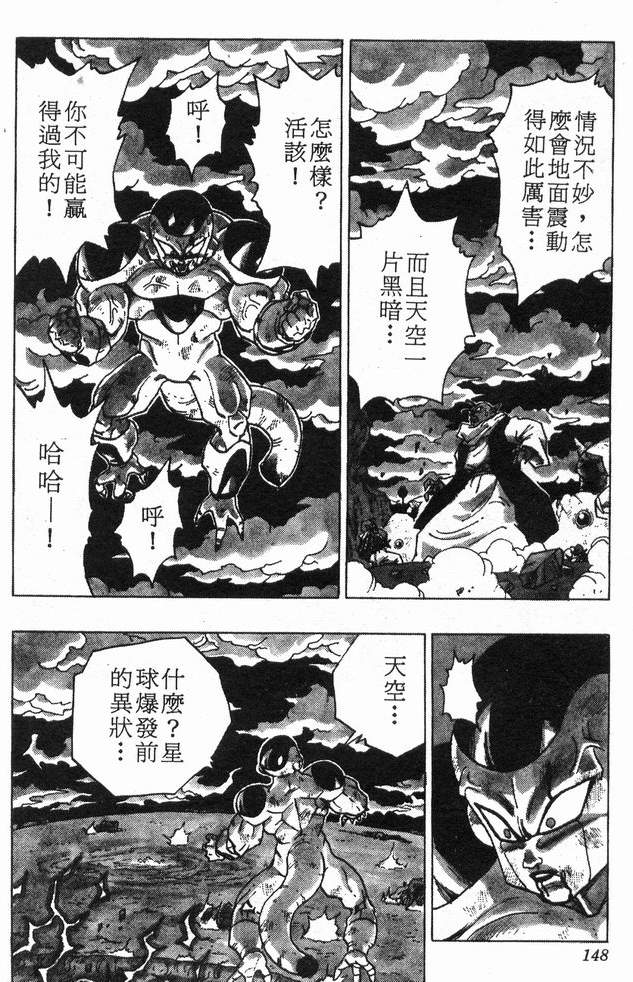 情況不妙，怎
麼會地面震動
得如此厲害…
而且天空一
片黑暗…
怎麼樣？
活該！
呼！
你不可能贏
得過我的！
呼！
哈哈—！
天空…
什麼？星
球爆發前
的異狀…
148